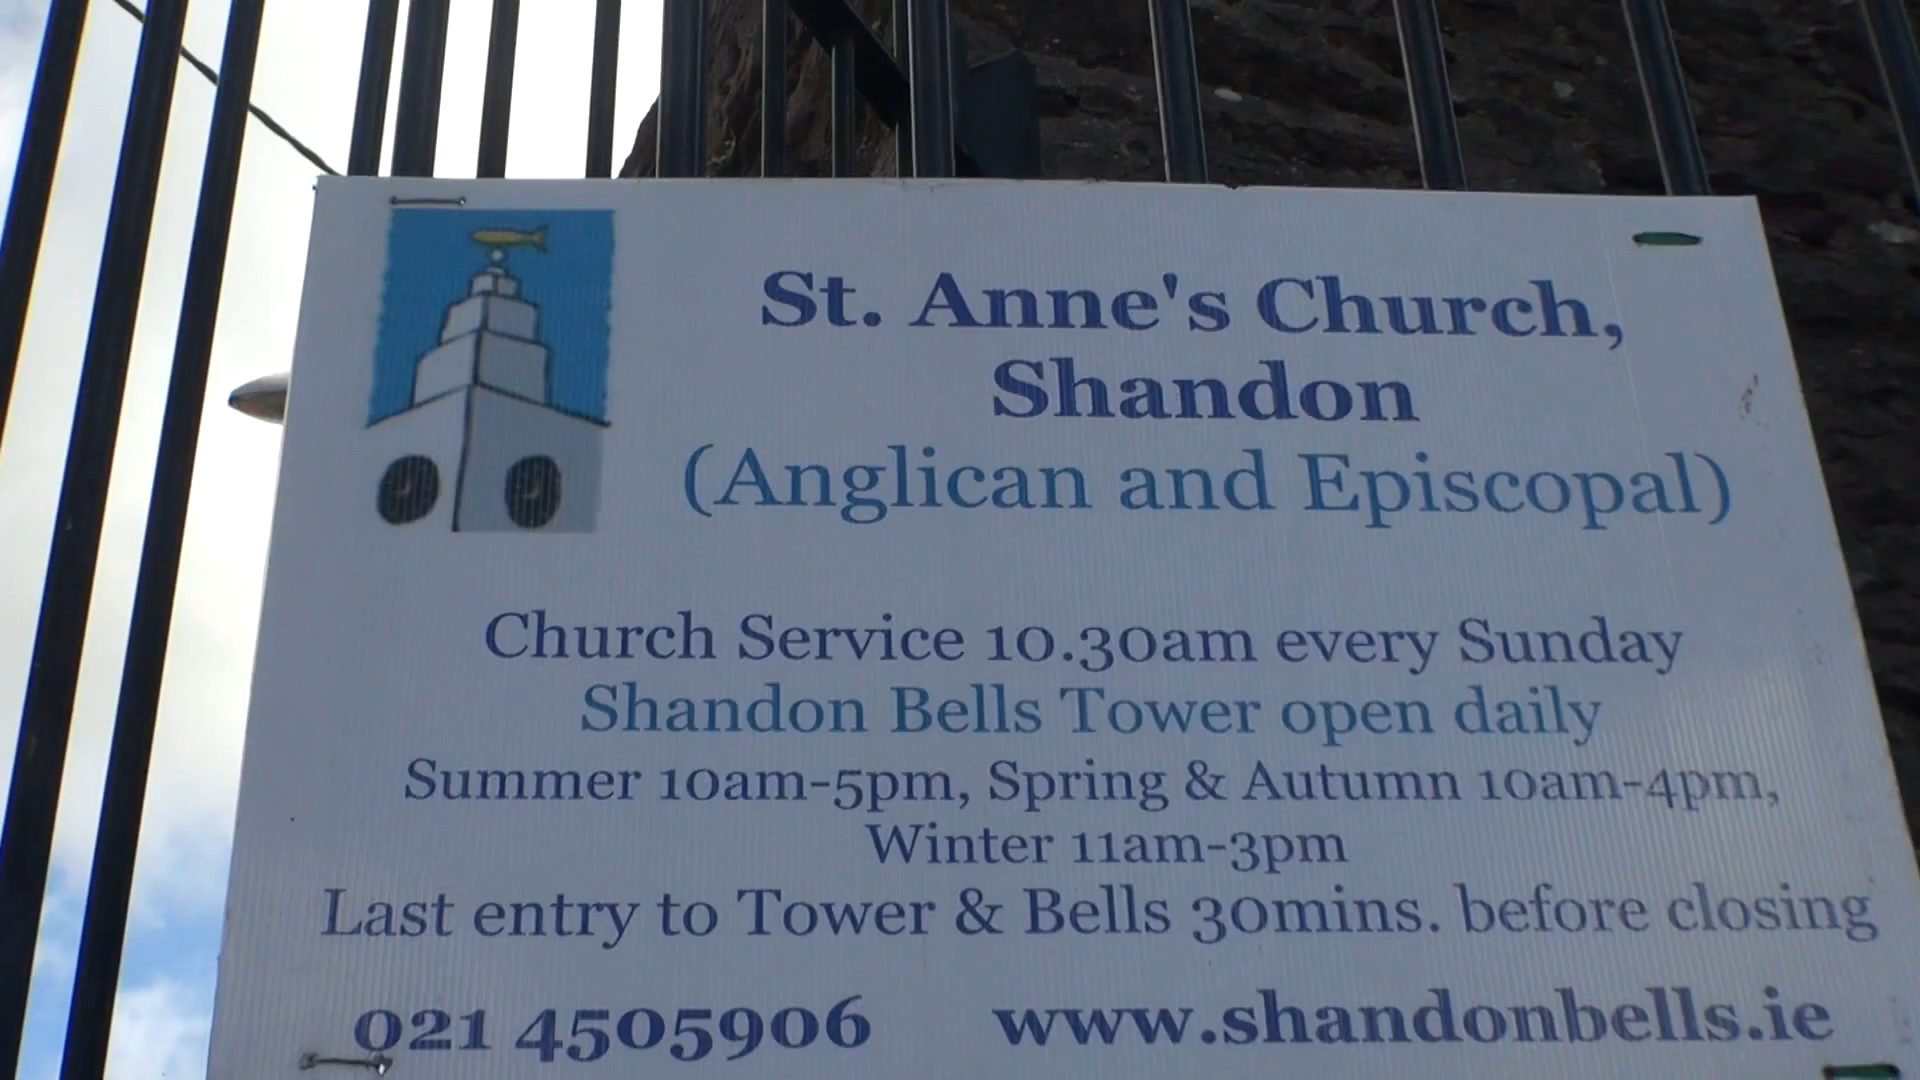 St. Anne's Church,
Shandon
(Anglican and Episcopal)
Church Service 10.30am every Sunday
Shandon Bells Tower open daily
Summer 10am-5pm, Spring & Autumn 10am-4pm,
Winter 11am-3pm
Last entry to Tower & Bells 30mins. before closing
021 4505906 www.shandonbells.ie